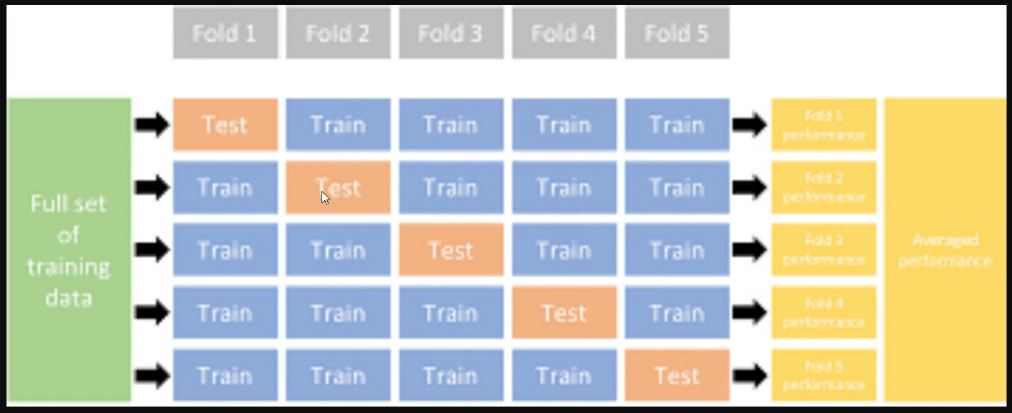 Fold 1 Fold 2 Fold 3 Fold 4 Fold 5
Full set
of
training
data
Test Train Train Train Train
Train Test Train Train Train
Train Train Test Train Train
Train Train Train Test Train
Train Train Train Train Test
Fold 1
performance
Fold 2
performance
Fold 3
performance
Fold 4
performance
Fold 5
performance
Averaged
performance